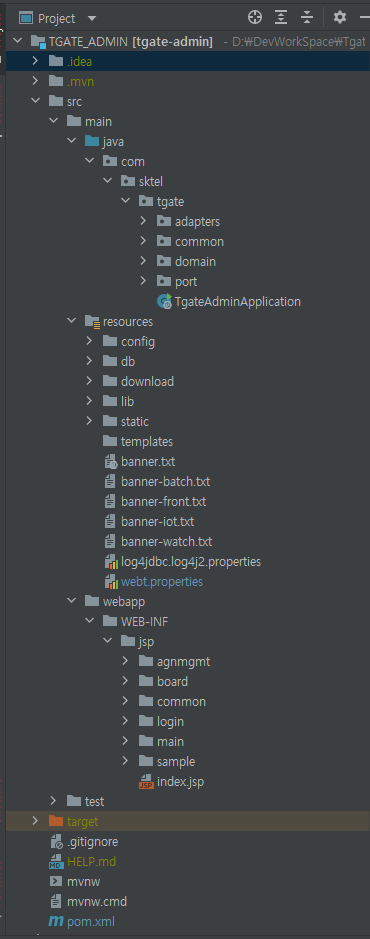 Project
TGATE_ADMIN [tgate-admin] - D:₩DevWorkSpace₩Tgat
.idea
.mvn
src
main
java
com
sktel
tgate
adapters
common
domain
port
TgateAdminApplication
resources
config
db
download
lib
static
templates
banner.txt
banner-batch.txt
banner-front.txt
banner-iot.txt
banner-watch.txt
log4jdbc.log4j2.properties
webt.properties
webapp
WEB-INF
jsp
agnmgmt
board
common
login
main
sample
JSP index.jsp
test
target
.gitignore
MD HELP.md
mvnw
mvnw.cmd
m pom.xml